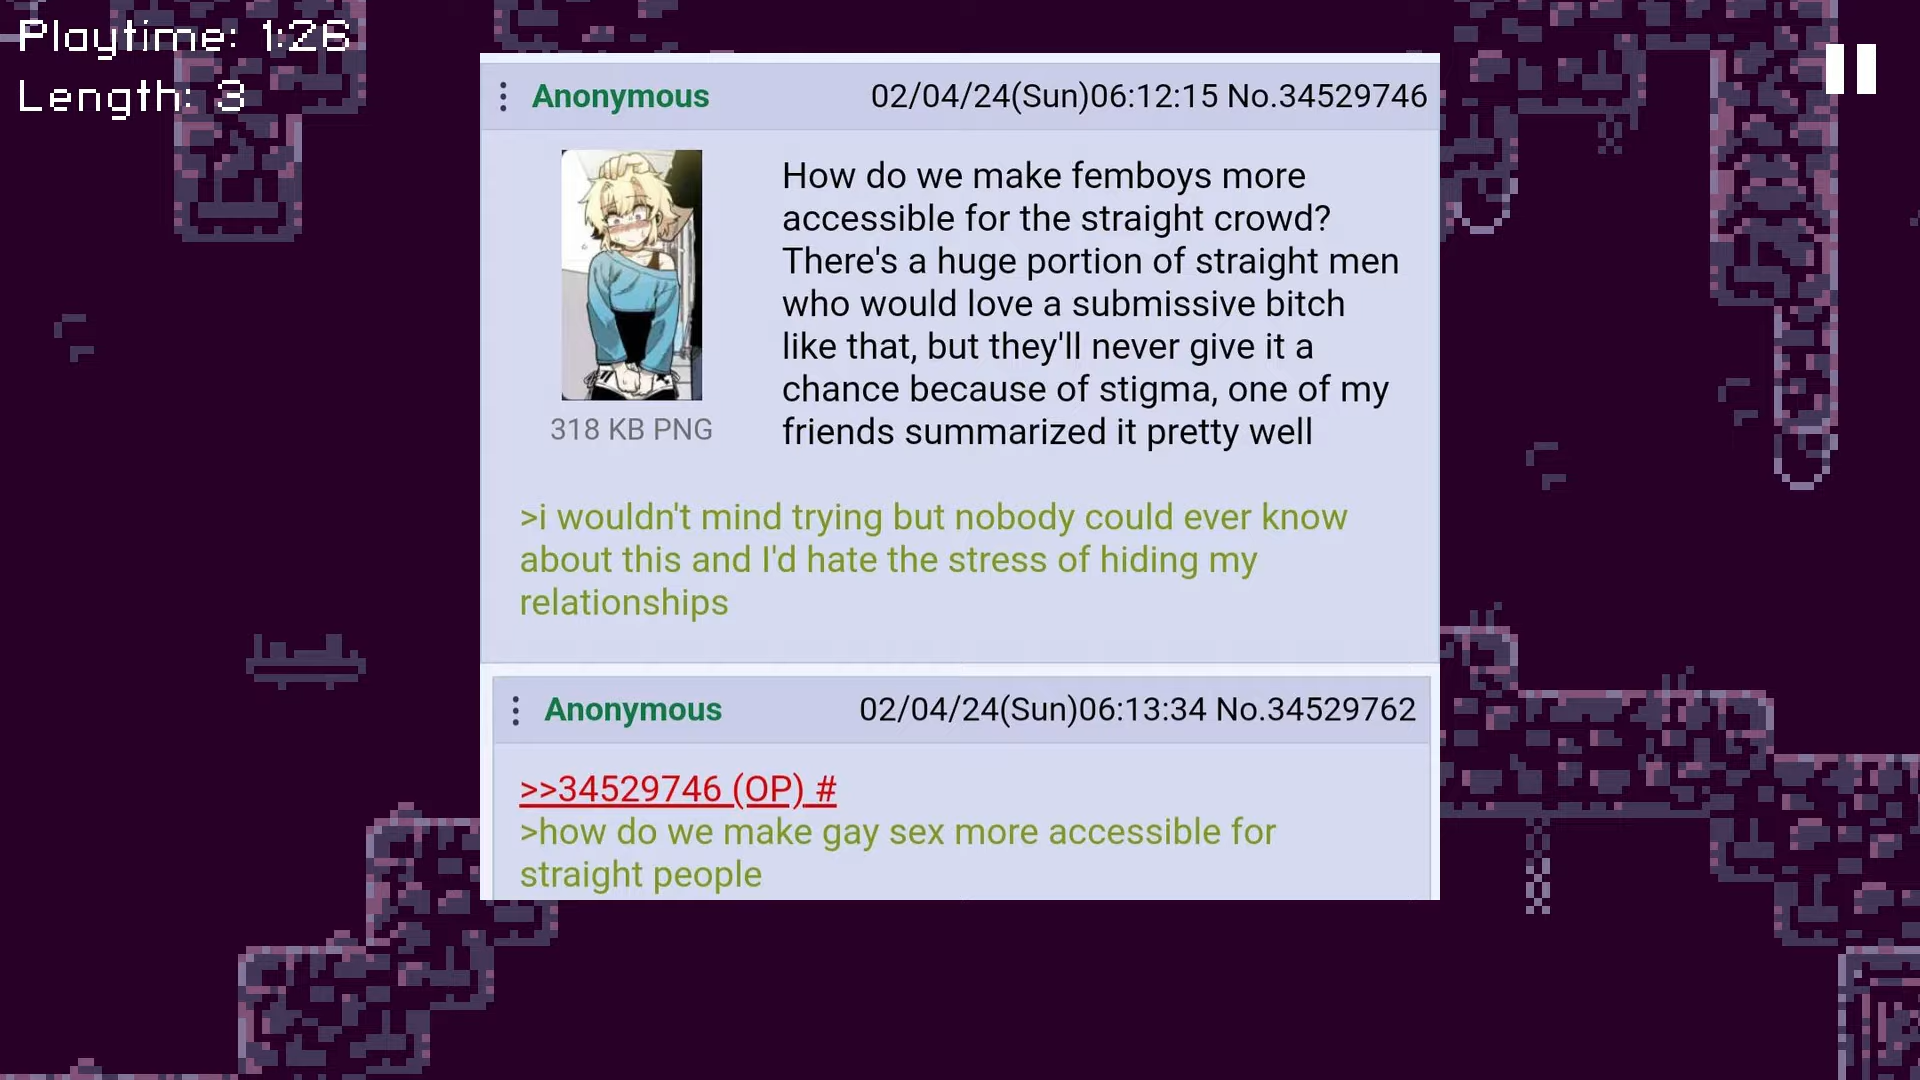 Playtime: 1:26
Length: 3
Anonymous 02/04/24(Sun)06:12:15 No.34529746
How do we make femboys more
accessible for the straight crowd?
There's a huge portion of straight men
who would love a submissive bitch
like that, but they'll never give it a
chance because of stigma, one of my
friends summarized it pretty well
318 KB PNG
>i wouldn't mind trying but nobody could ever know
about this and I'd hate the stress of hiding my
relationships
Anonymous 02/04/24(Sun)06:13:34 No.34529762
>>34529746 (OP) #
>how do we make gay sex more accessible for
straight people